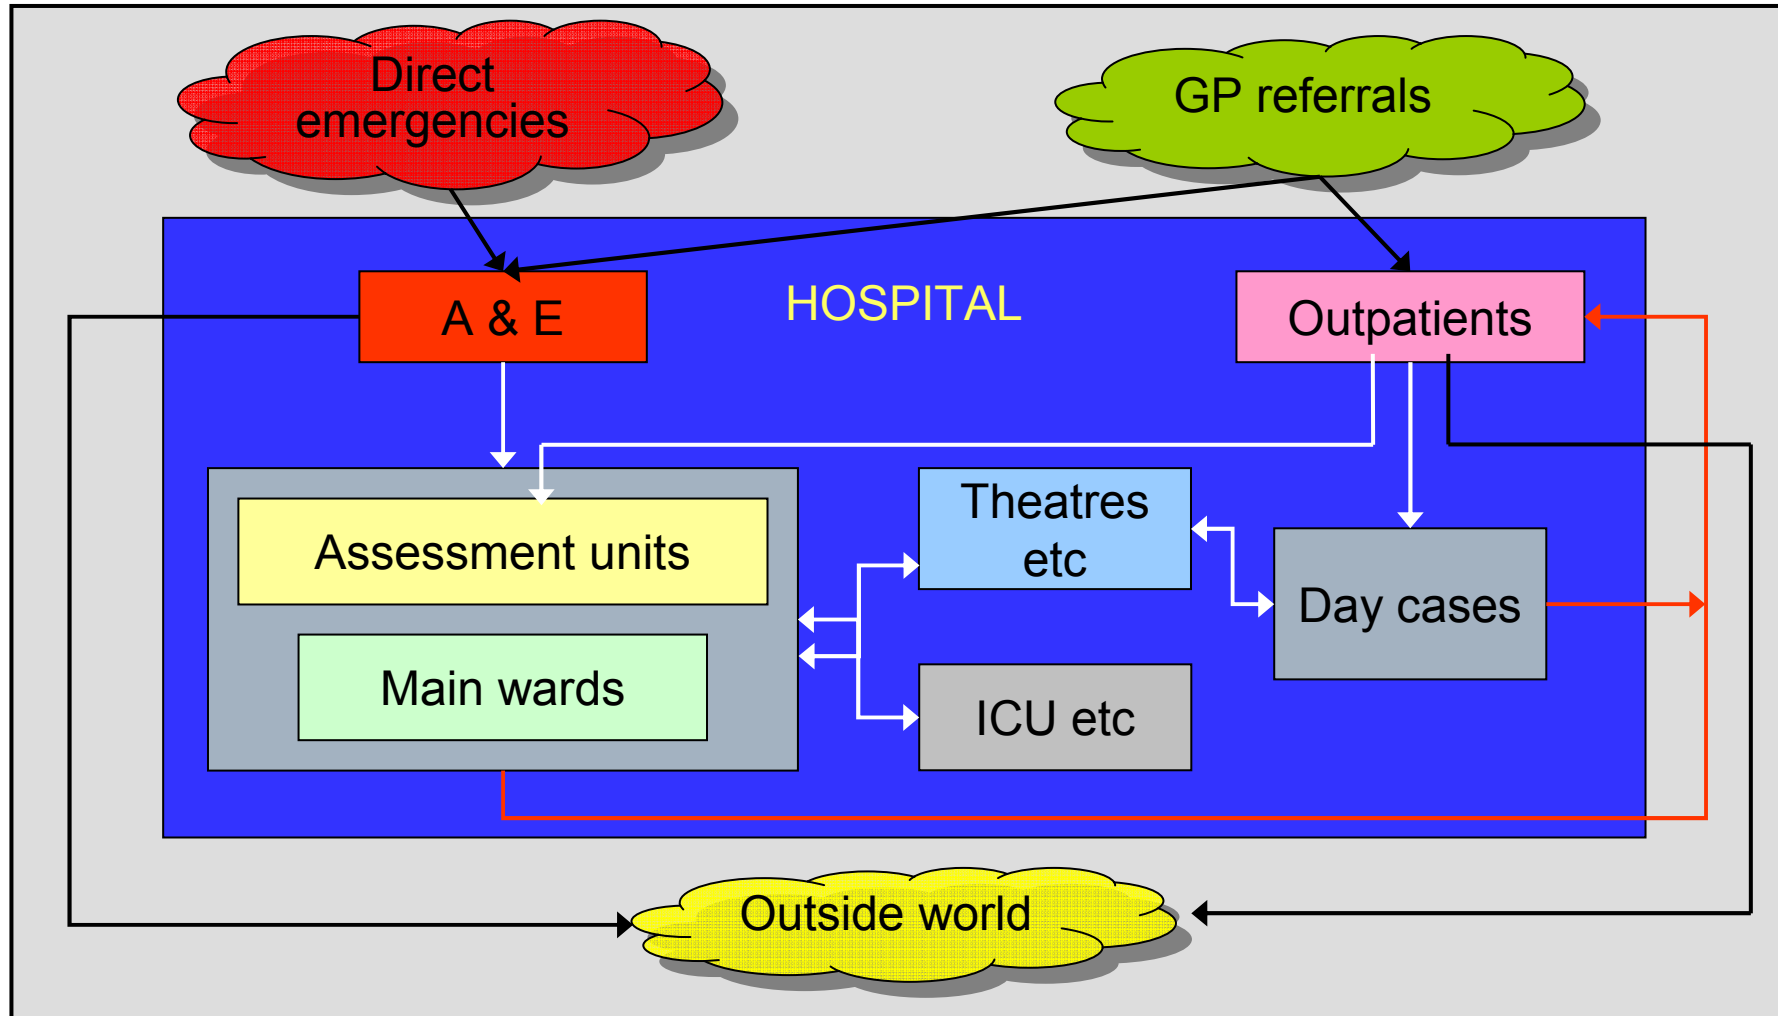 Direct
emergencies
GP referrals
HOSPITAL
A & E
Outpatients
Assessment units
Theatres
etc
Day cases
Main wards
ICU etc
Outside world